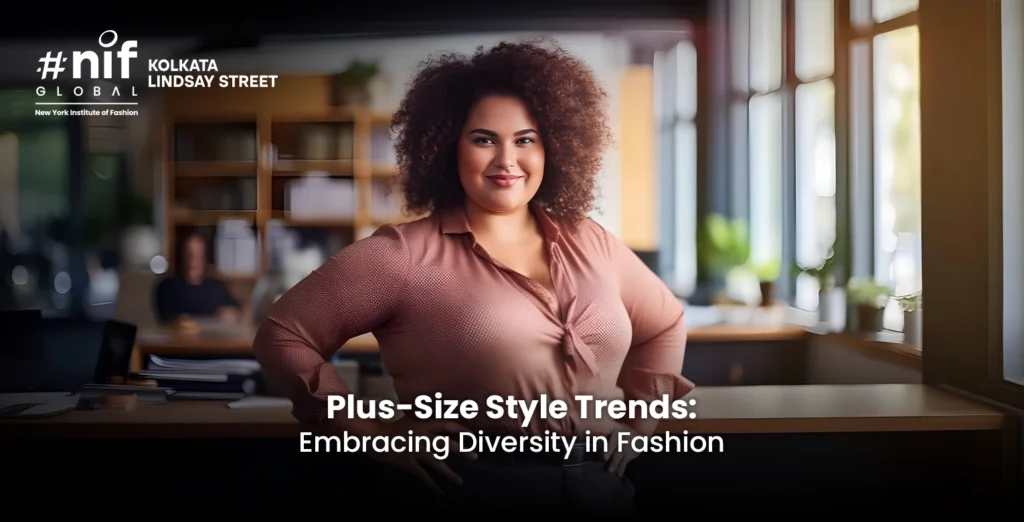 #nif
GLOBAL
New York Institute of Fashion
KOLKATA
LINDSAY STREET
Plus-Size Style Trends:
Embracing Diversity in Fashion